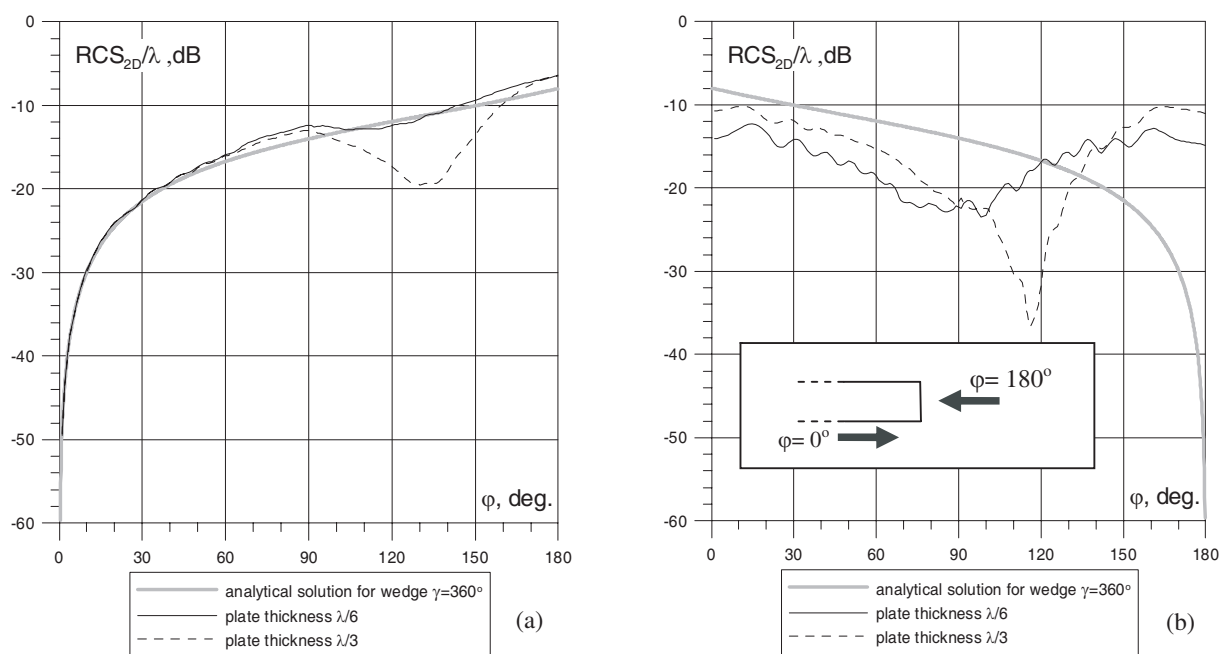 RCS2D/λ ,dB
0
-10
-20
-30
-40
-50
-60
φ, deg.
0 30 60 90 120 150 180
analytical solution for wedge γ=360°
plate thickness λ/6
plate thickness λ/3
(a)
RCS2D/λ ,dB
0
-10
-20
-30
-40
-50
-60
φ= 180°
φ= 0°
φ, deg.
0 30 60 90 120 150 180
analytical solution for wedge γ=360°
plate thickness λ/6
plate thickness λ/3
(b)